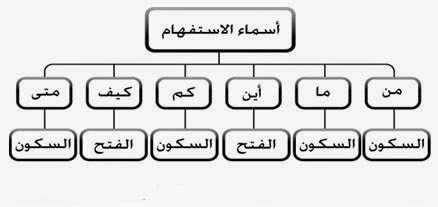 أسماء الاستفهام
من ما أين كم كيف متى
السكون السكون الفتح السكون الفتح السكون